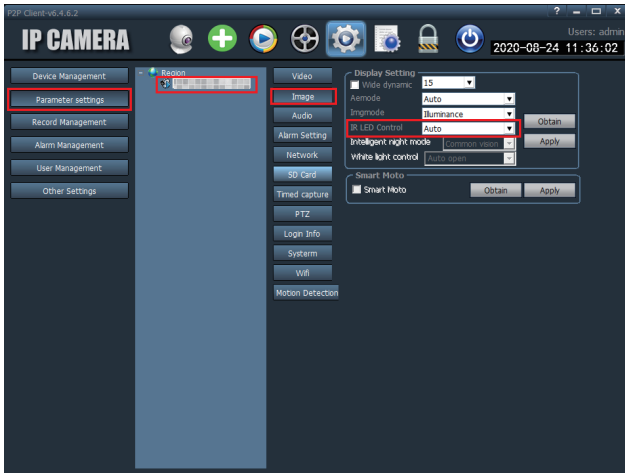 P2P Client-v6.4.6.2
? – □ x
IP CAMERA
Users: admin
2020-08-24 11:36:02
Device Management
Parameter settings
Record Management
Alarm Management
User Management
Other Settings
Region
Video
Image
Audio
Alarm Setting
Network
SD Card
Timed capture
PTZ
Login Info
Systerm
Wifi
Motion Detection
Display Setting
Wide dynamic 15
Aemode Auto
Imgmode Illuminance
IR LED Control Auto
Intelligent night mode Common vision
White light control Auto open
Obtain
Apply
Smart Moto
Smart Moto Obtain Apply